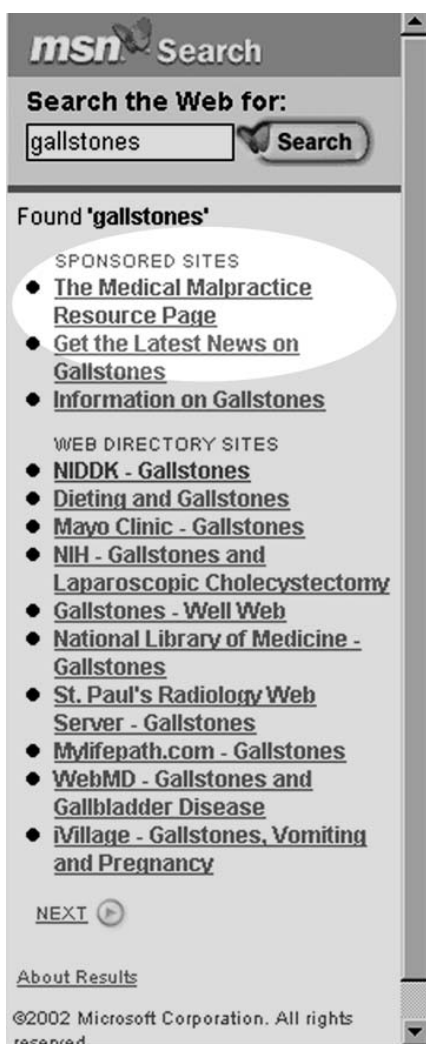 msn Search
Search the Web for:
gallstones Search
Found 'gallstones'
SPONSORED SITES
The Medical Malpractice
Resource Page
Get the Latest News on
Gallstones
Information on Gallstones
WEB DIRECTORY SITES
NIDDK - Gallstones
Dieting and Gallstones
Mayo Clinic - Gallstones
NIH - Gallstones and
Laparoscopic Cholecystectomy
Gallstones - Well Web
National Library of Medicine -
Gallstones
St. Paul's Radiology Web
Server - Gallstones
Mylifepath.com - Gallstones
WebMD - Gallstones and
Gallbladder Disease
iVillage - Gallstones, Vomiting
and Pregnancy
NEXT
About Results
©2002 Microsoft Corporation. All rights
reserved